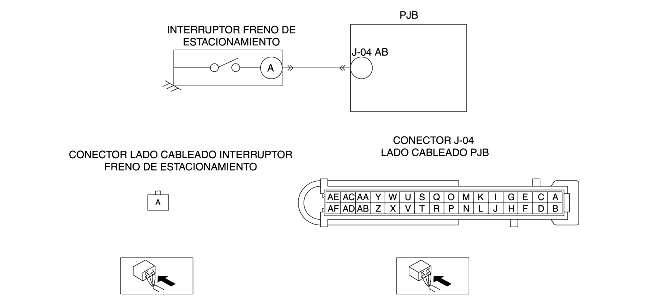 PJB
INTERRUPTOR FRENO DE
ESTACIONAMIENTO
J-04 AB
A
CONECTOR J-04
LADO CABLEADO PJB
CONECTOR LADO CABLEADO INTERRUPTOR
FRENO DE ESTACIONAMIENTO
A
AE AC AA Y W U S Q O M K I G E C A
AF AD AB Z X V T R P N L J H F D B